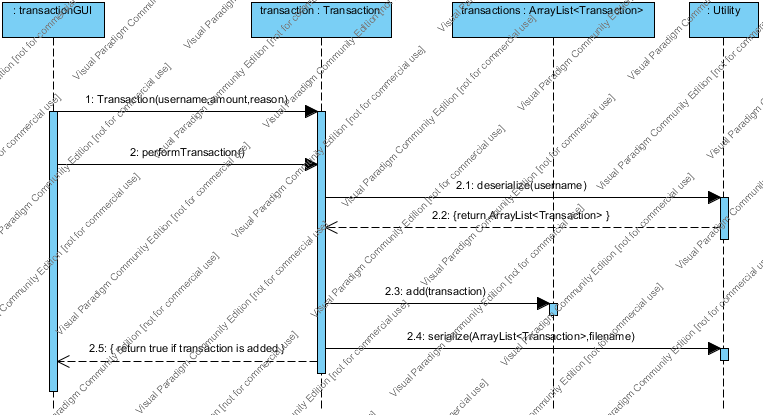 : transactionGUI
transaction : Transaction
transactions : ArrayList<Transaction>
: Utility
1: Transaction(username,amount,reason)
2: performTransaction()
2.1: deserialize(username)
2.2: {return ArrayList<Transaction> }
2.3: add(transaction)
2.4: serialize(ArrayList<Transaction>,filename)
2.5: { return true if transaction is added }
Visual Paradigm Community Edition [not for commercial use]